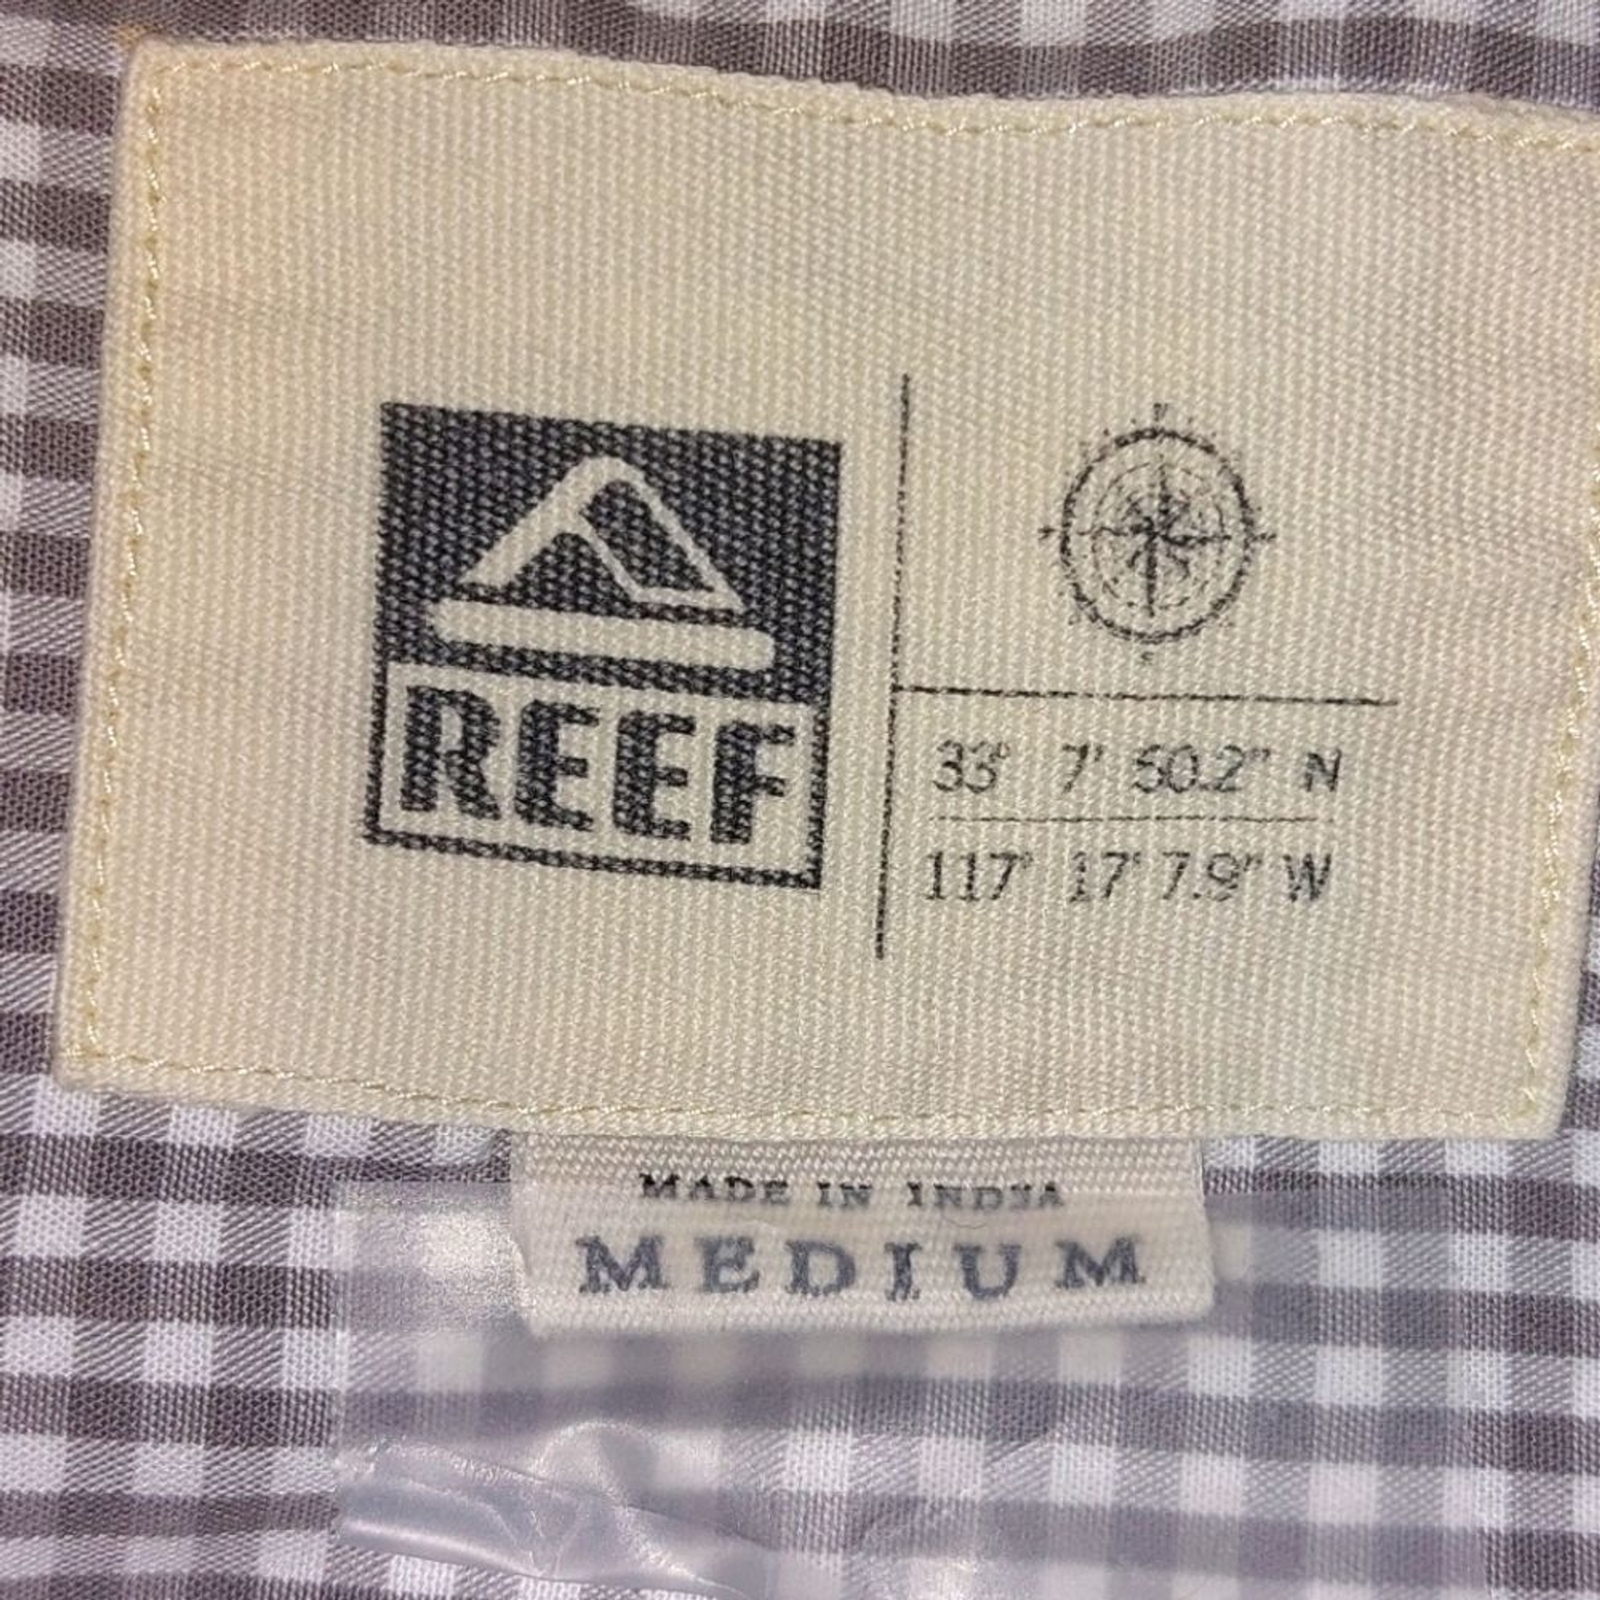 REEF
33° 7' 50.2" N
117° 17' 7.9" W
MADE IN INDIA
MEDIUM